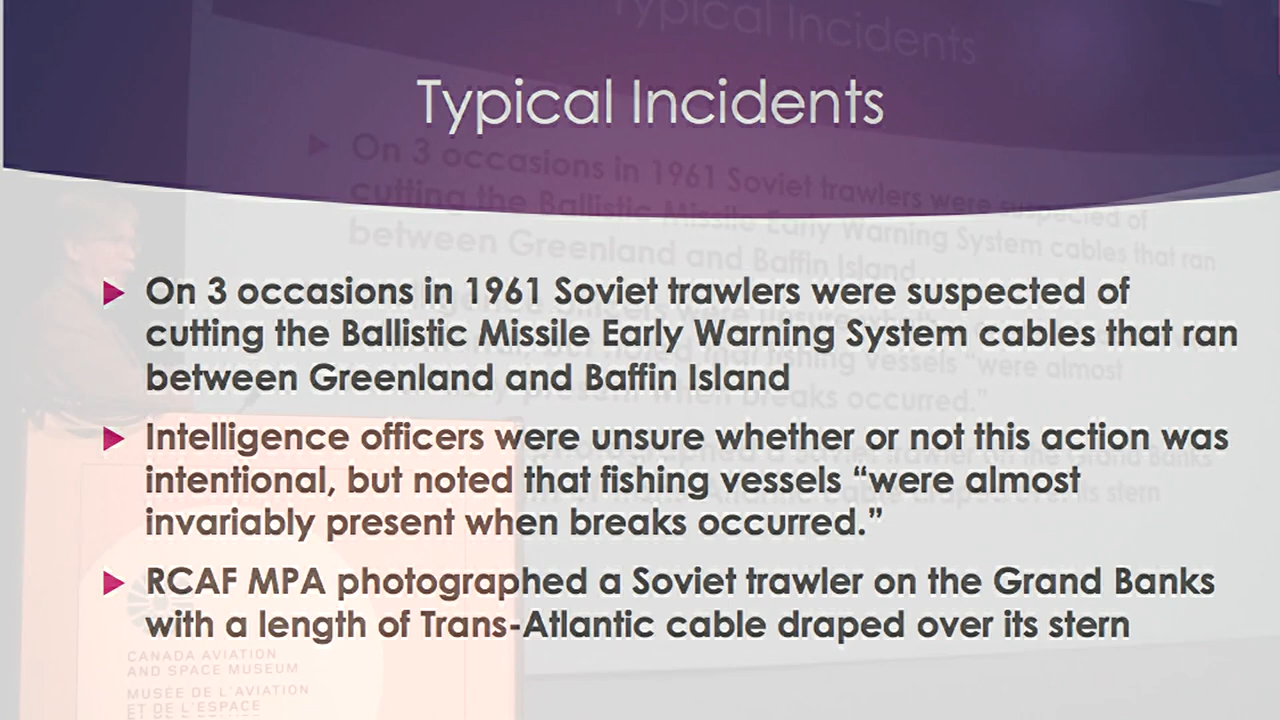 Typical Incidents
On 3 occasions in 1961 Soviet trawlers were suspected of
cutting the Ballistic Missile Early Warning System cables that ran
between Greenland and Baffin Island
Intelligence officers were unsure whether or not this action was
intentional, but noted that fishing vessels “were almost
invariably present when breaks occurred.”
RCAF MPA photographed a Soviet trawler on the Grand Banks
with a length of Trans-Atlantic cable draped over its stern
CANADA AVIATION
AND SPACE MUSEUM
MUSÉE DE L'AVIATION
ET DE L'ESPACE